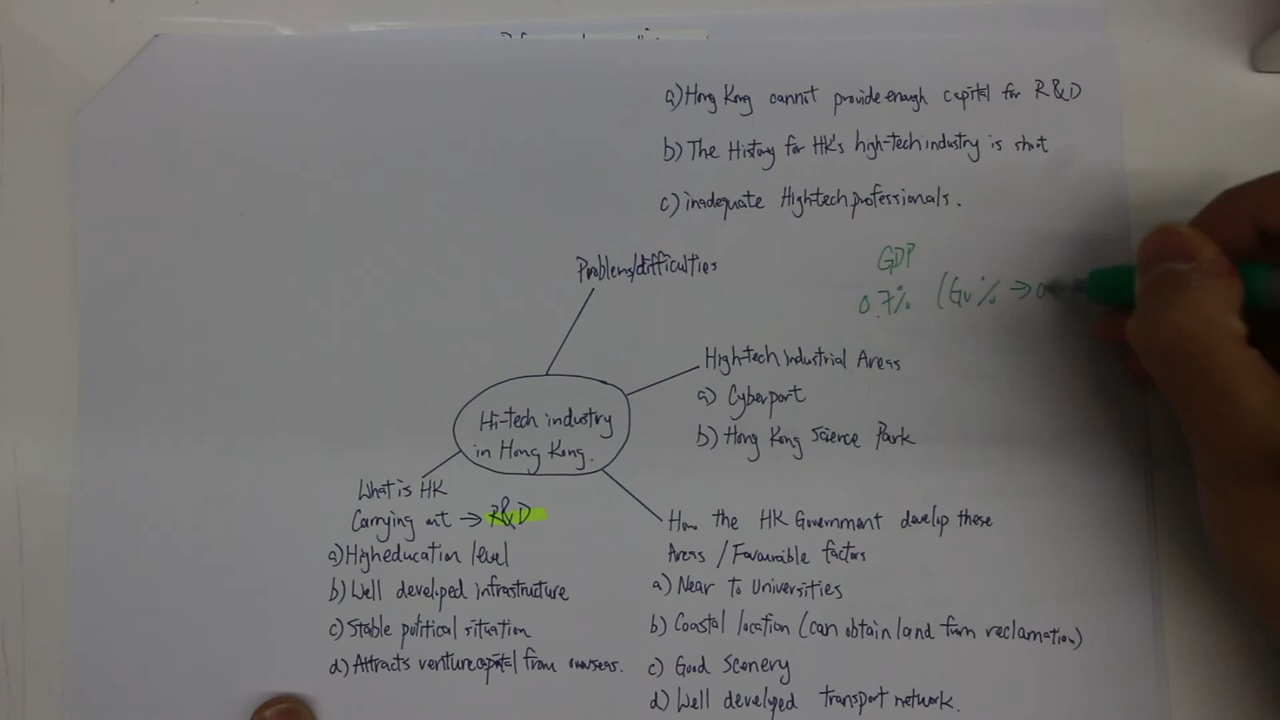 a) Hong Kong cannot provide enough capital for R&D
b) The History for HK's high-tech industry is short
c) inadequate High-tech professionals.
Problems/difficulties
GDP
0.7% (Gv% →
High-tech Industrial Areas
a) Cyberport
b) Hong Kong Science Park
Hi-tech industry
in Hong Kong.
What is HK
Carrying out → R&D
a) High education level
b) Well developed infrastructure
c) Stable political situation
d) Attracts venture capital from overseas.
How the HK Government develop these
Areas / Favourable factors
a) Near to Universities
b) Coastal location (can obtain land from reclamation)
c) Good Scenery
d) Well developed transport network.